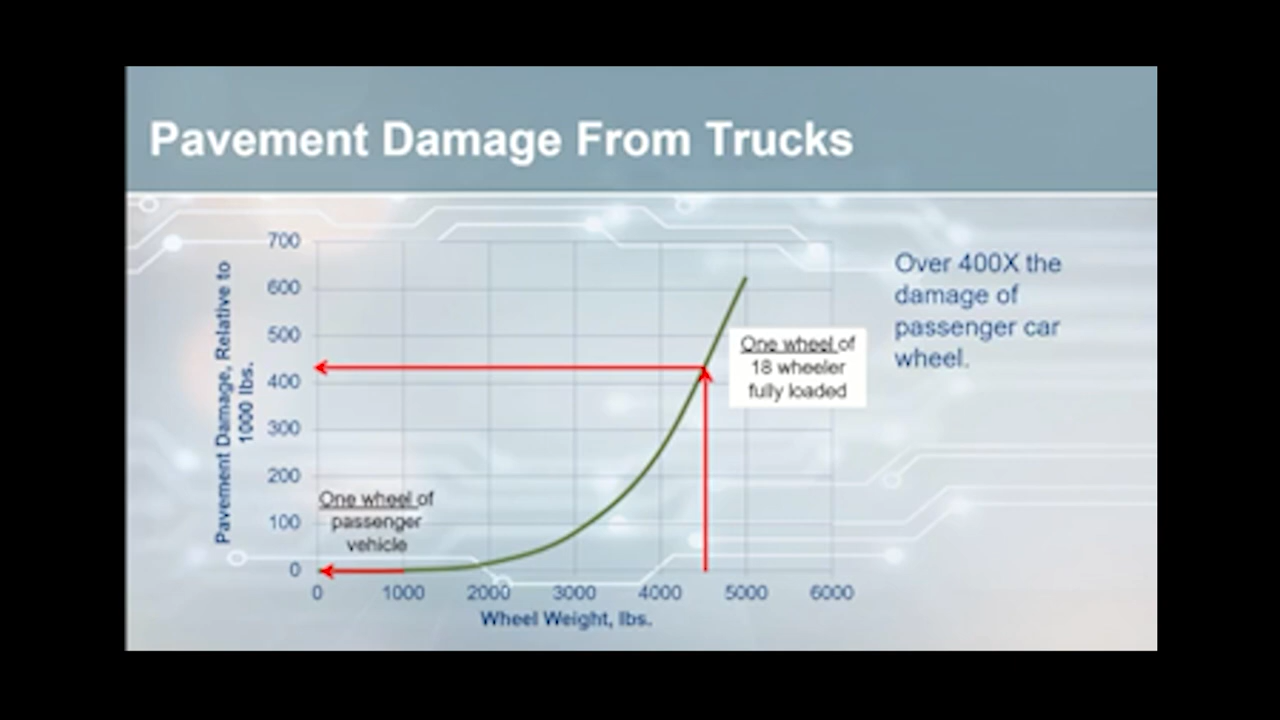 Pavement Damage From Trucks
Pavement Damage, Relative to
1000 lbs.
700
600
500
400
300
200
100
0
0 1000 2000 3000 4000 5000 6000
Wheel Weight, lbs.
One wheel of
passenger
vehicle
One wheel of
18 wheeler
fully loaded
Over 400X the
damage of
passenger car
wheel.